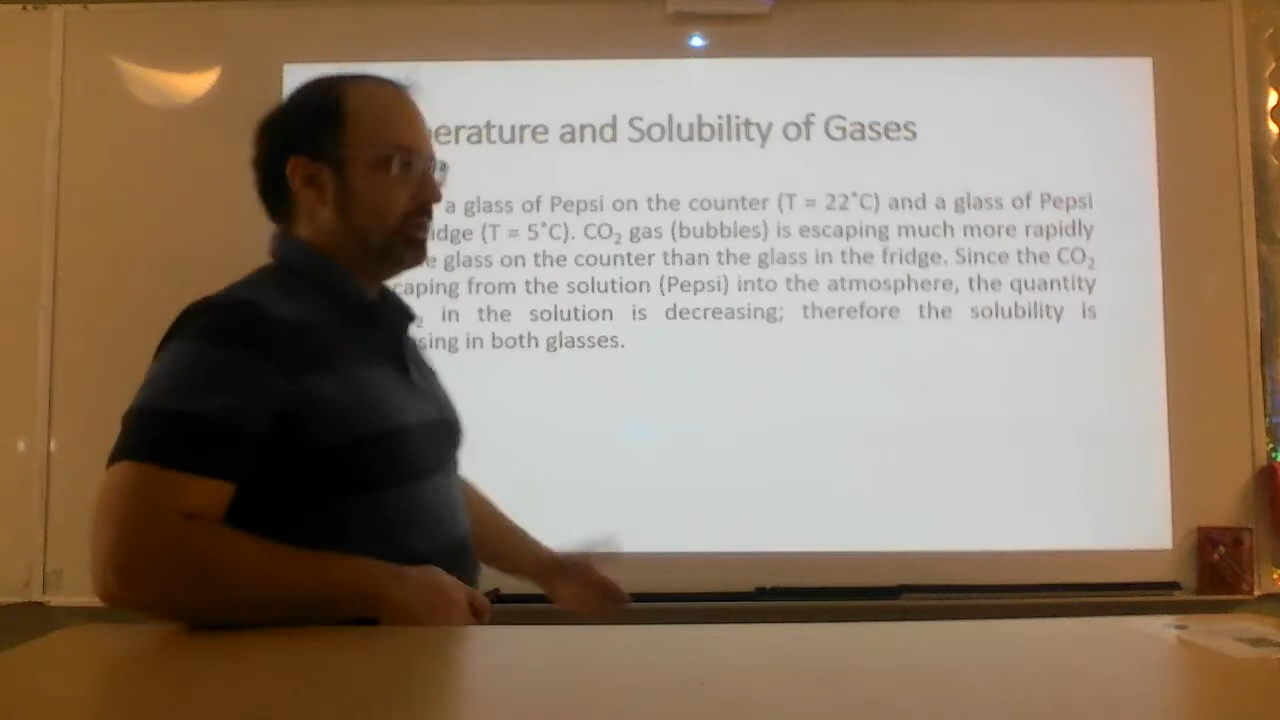 erature and Solubility of Gases
a glass of Pepsi on the counter (T = 22˚C) and a glass of Pepsi
idge (T = 5˚C). CO₂ gas (bubbles) is escaping much more rapidly
e glass on the counter than the glass in the fridge. Since the CO₂
caping from the solution (Pepsi) into the atmosphere, the quantity
₂ in the solution is decreasing; therefore the solubility is
sing in both glasses.